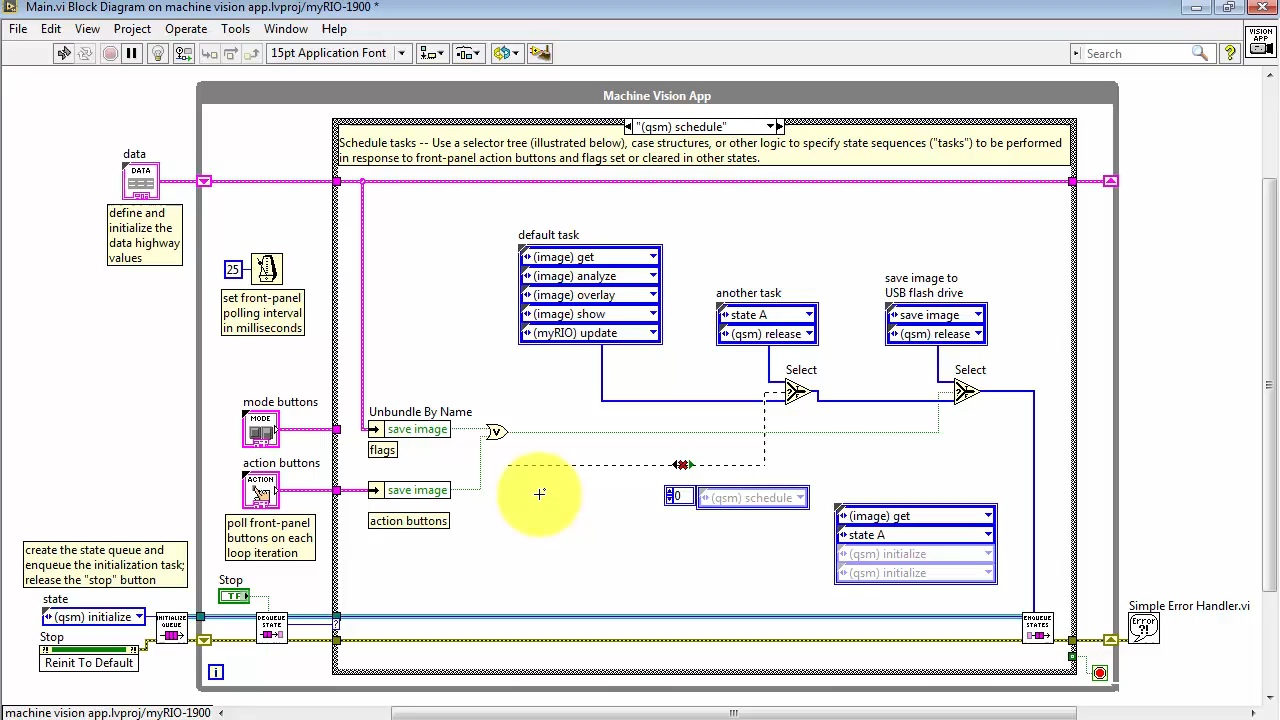 Main.vi Block Diagram on machine vision app.lvproj/myRIO-1900 *
File Edit View Project Operate Tools Window Help
15pt Application Font
Search
?
VISION
APP
Machine Vision App
"(qsm) schedule"
Schedule tasks -- Use a selector tree (illustrated below), case structures, or other logic to specify state sequences ("tasks") to be performed
in response to front-panel action buttons and flags set or cleared in other states.
data
DATA
define and
initialize the
data highway
values
25
set front-panel
polling interval
in milliseconds
default task
(image) get
(image) analyze
(image) overlay
(image) show
(myRIO) update
another task
state A
(qsm) release
save image to
USB flash drive
save image
(qsm) release
Select
Select
mode buttons
MODE
Unbundle By Name
save image
flags
action buttons
ACTION
save image
action buttons
poll front-panel
buttons on each
loop iteration
0
(qsm) schedule
(image) get
state A
(qsm) initialize
(qsm) initialize
create the state queue and
enqueue the initialization task;
release the "stop" button
Stop
TF
state
(qsm) initialize
INITIALIZE
QUEUE
DEQUEUE
STATE
?
ENQUEUE
STATES
Simple Error Handler.vi
Error
?!
Stop
Reinit To Default
i
machine vision app.lvproj/myRIO-1900